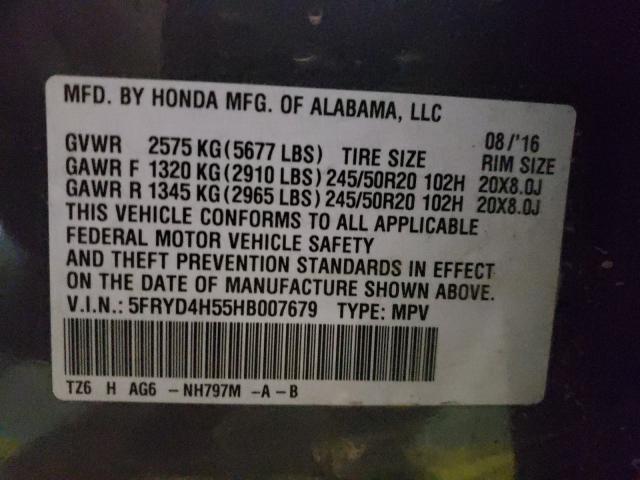 MFD. BY HONDA MFG. OF ALABAMA, LLC
08/'16
GVWR 2575 KG(5677 LBS) TIRE SIZE RIM SIZE
GAWR F 1320 KG(2910 LBS) 245/50R20 102H 20X8.0J
GAWR R 1345 KG(2965 LBS) 245/50R20 102H 20X8.0J
THIS VEHICLE CONFORMS TO ALL APPLICABLE
FEDERAL MOTOR VEHICLE SAFETY
AND THEFT PREVENTION STANDARDS IN EFFECT
ON THE DATE OF MANUFACTURE SHOWN ABOVE.
V.I.N.: 5FRYD4H55HB007679 TYPE: MPV
TZ6 H AG6 -NH797M -A-B